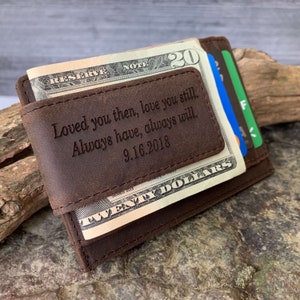 20
RESERVE NOTE
Loved you then, love you still.
Always have, always will.
9.16.2018
TWENTY DOLLARS